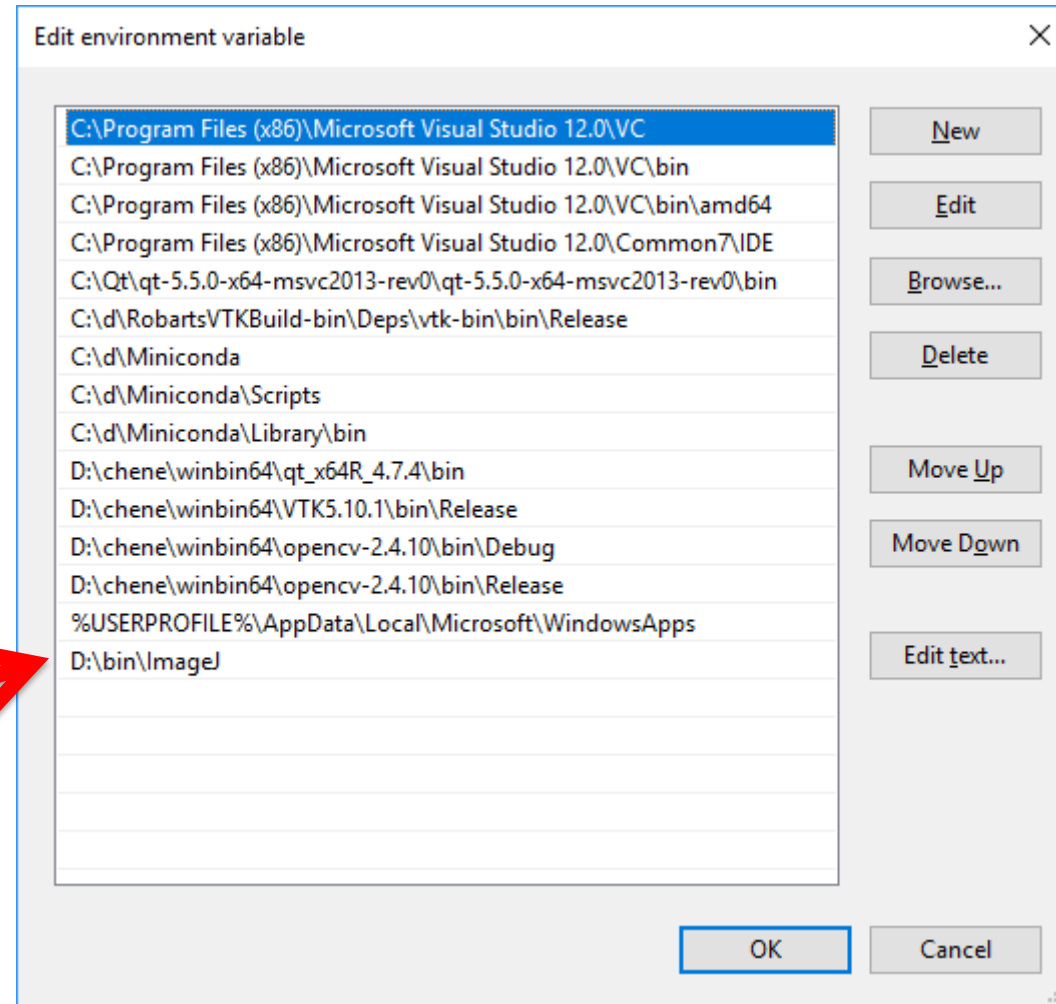 Edit environment variable
C:\Program Files (x86)\Microsoft Visual Studio 12.0\VC
C:\Program Files (x86)\Microsoft Visual Studio 12.0\VC\bin
C:\Program Files (x86)\Microsoft Visual Studio 12.0\VC\bin\amd64
C:\Program Files (x86)\Microsoft Visual Studio 12.0\Common7\IDE
C:\Qt\qt-5.5.0-x64-msvc2013-rev0\qt-5.5.0-x64-msvc2013-rev0\bin
C:\d\RobartsVTKBuild-bin\Deps\vtk-bin\bin\Release
C:\d\Miniconda
C:\d\Miniconda\Scripts
C:\d\Miniconda\Library\bin
D:\chene\winbin64\qt_x64R_4.7.4\bin
D:\chene\winbin64\VTK5.10.1\bin\Release
D:\chene\winbin64\opencv-2.4.10\bin\Debug
D:\chene\winbin64\opencv-2.4.10\bin\Release
%USERPROFILE%\AppData\Local\Microsoft\WindowsApps
D:\bin\ImageJ
New
Edit
Browse...
Delete
Move Up
Move Down
Edit text...
OK
Cancel